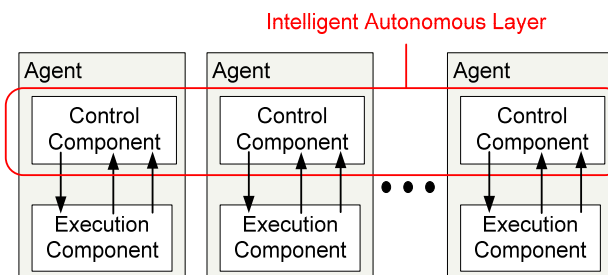 Intelligent Autonomous Layer
Agent
Agent
Agent
Control
Component
Control
Component
Control
Component
Execution
Component
Execution
Component
Execution
Component